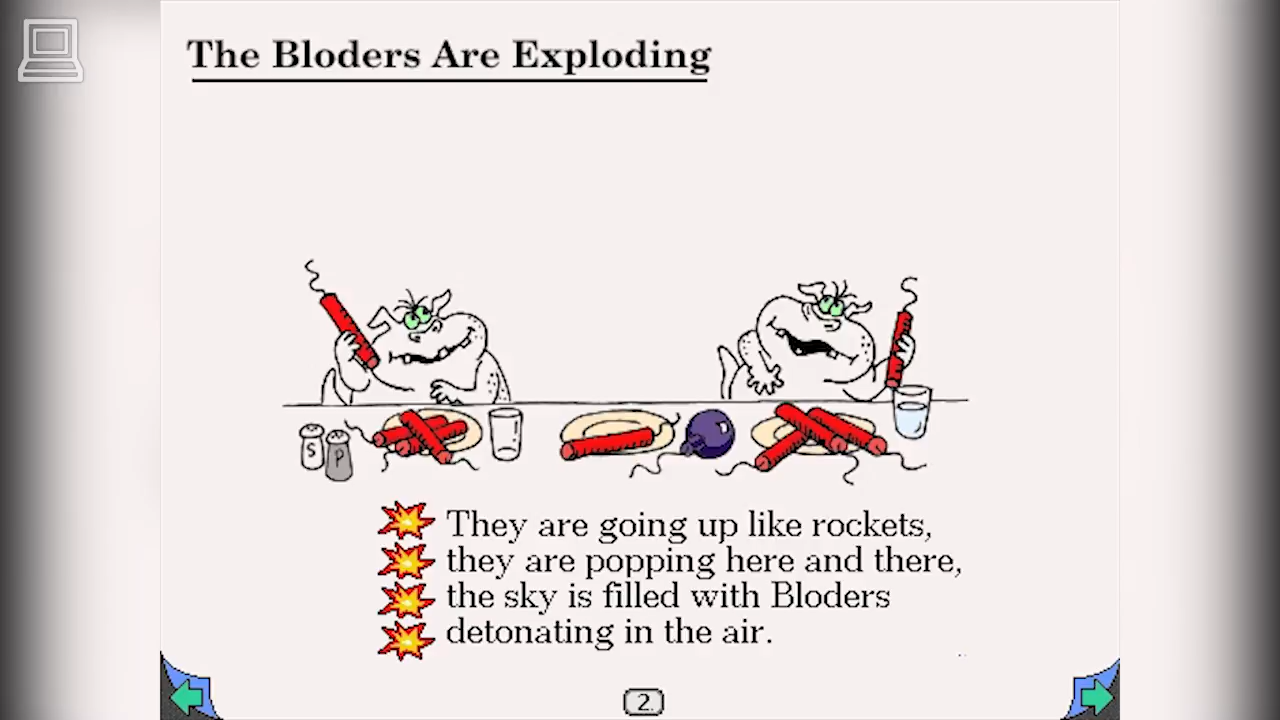 The Bloders Are Exploding
S
P
They are going up like rockets,
they are popping here and there,
the sky is filled with Bloders
detonating in the air.
2